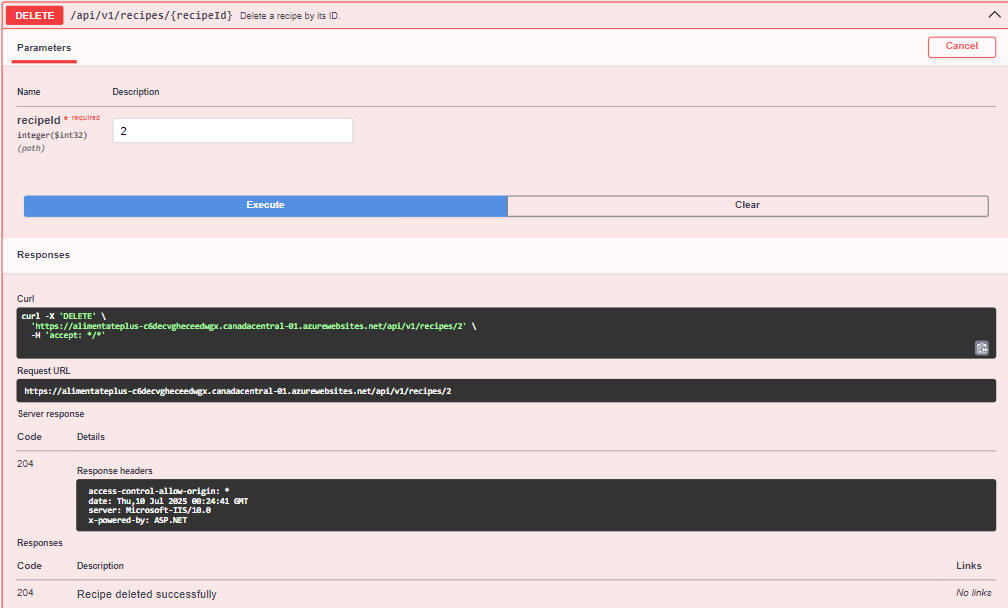 DELETE /api/v1/recipes/{recipeId} Delete a recipe by its ID.
Parameters
Cancel
Name Description
recipeId * required
integer($int32)
(path)
2
Execute Clear
Responses
Curl
curl -X 'DELETE' \
'https://alimentateplus-c6decvgheceedwgx.canadacentral-01.azurewebsites.net/api/v1/recipes/2' \
-H 'accept: */*'
Request URL
https://alimentateplus-c6decvgheceedwgx.canadacentral-01.azurewebsites.net/api/v1/recipes/2
Server response
Code Details
204
Response headers
access-control-allow-origin: *
date: Thu,10 Jul 2025 00:24:41 GMT
server: Microsoft-IIS/10.0
x-powered-by: ASP.NET
Responses
Code Description Links
204 Recipe deleted successfully No links